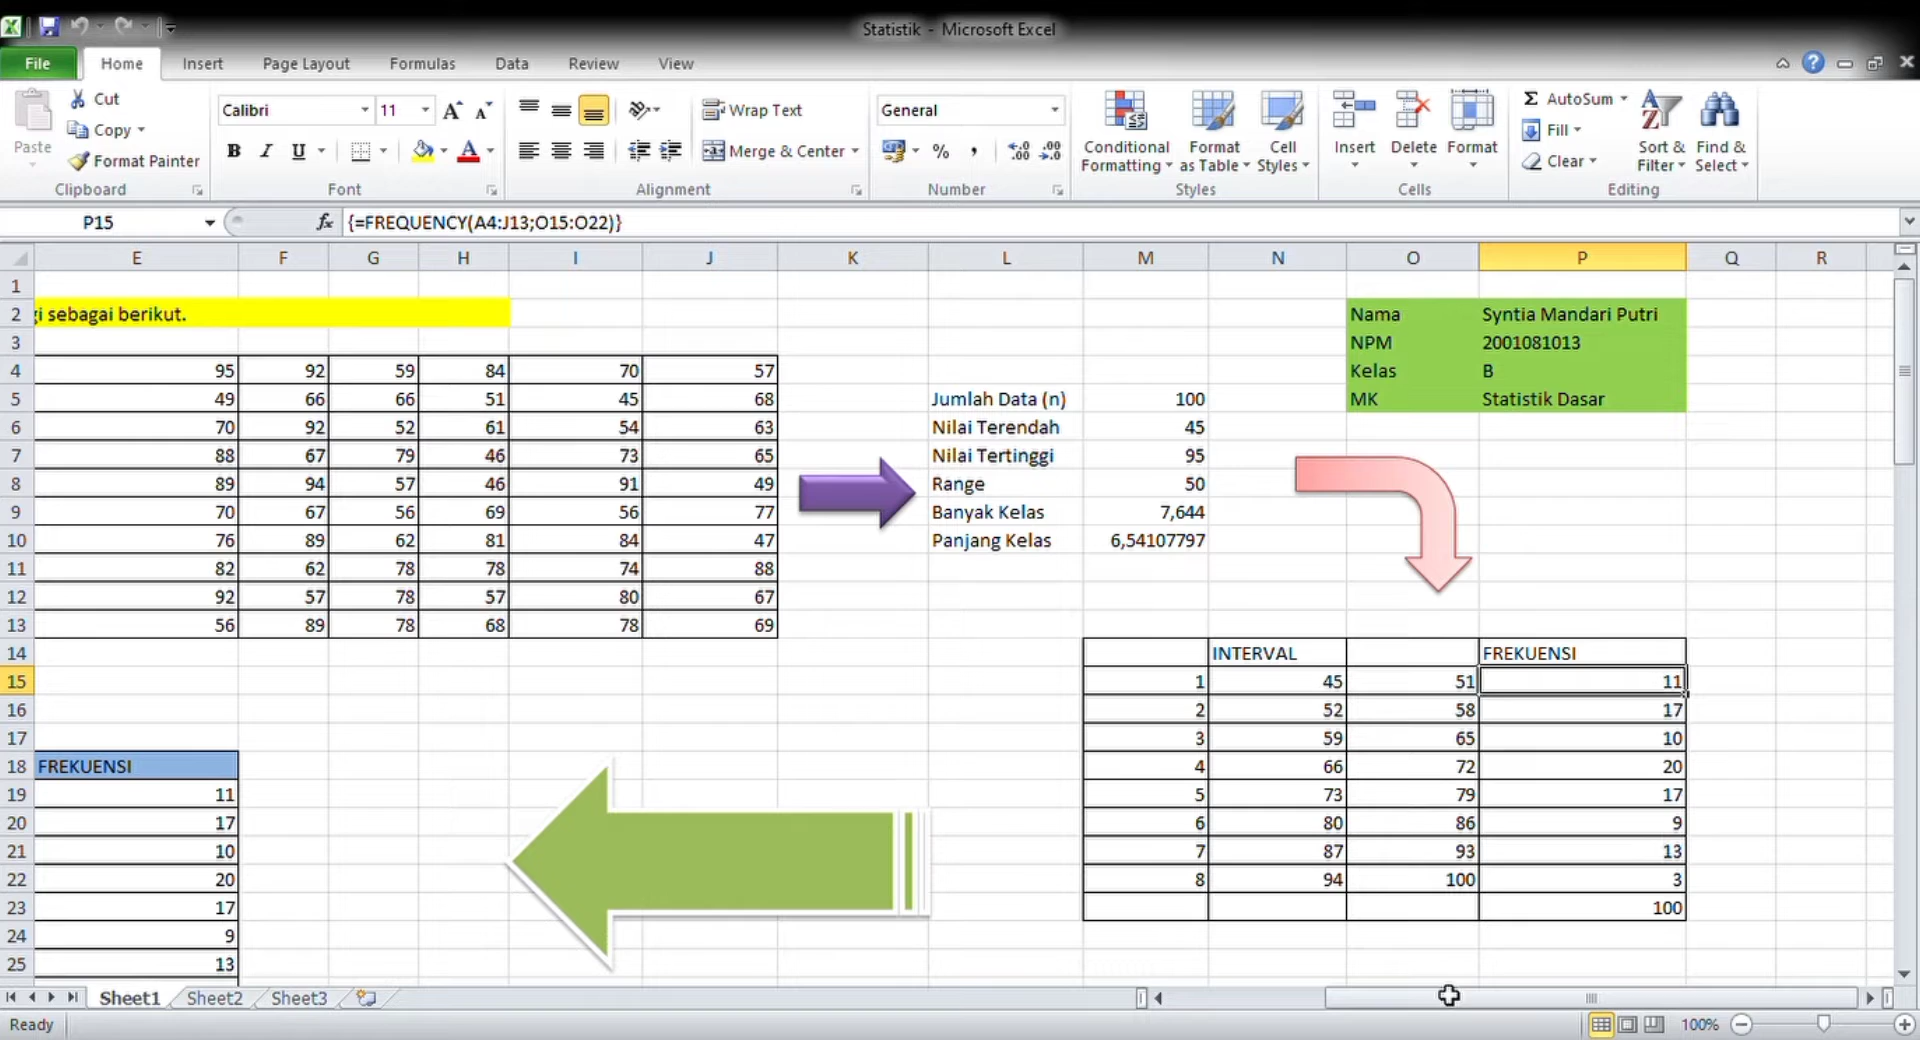 Statistik - Microsoft Excel
File Home Insert Page Layout Formulas Data Review View
Paste Cut Copy Format Painter Clipboard
Calibri 11 B I U Font
Wrap Text Merge & Center Alignment
General % , Number
Conditional Formatting Format as Table Cell Styles Styles
Insert Delete Format Cells
Σ AutoSum Fill Clear Sort & Filter Find & Select Editing
P15 fx {=FREQUENCY(A4:J13;O15:O22)}
E F G H I J K L M N O P Q R
1
2 gi sebagai berikut. Nama Syntia Mandari Putri
3 NPM 2001081013
4 95 92 59 84 70 57 Kelas B
5 49 66 66 51 45 68 Jumlah Data (n) 100 MK Statistik Dasar
6 70 92 52 61 54 63 Nilai Terendah 45
7 88 67 79 46 73 65 Nilai Tertinggi 95
8 89 94 57 46 91 49 Range 50
9 70 67 56 69 56 77 Banyak Kelas 7,644
10 76 89 62 81 84 47 Panjang Kelas 6,54107797
11 82 62 78 78 74 88
12 92 57 78 57 80 67
13 56 89 78 68 78 69
14 INTERVAL FREKUENSI
15 1 45 51 11
16 2 52 58 17
17 3 59 65 10
18 FREKUENSI 4 66 72 20
19 11 5 73 79 17
20 17 6 80 86 9
21 10 7 87 93 13
22 20 8 94 100 3
23 17 100
24 9
25 13
Sheet1 Sheet2 Sheet3
Ready 100%